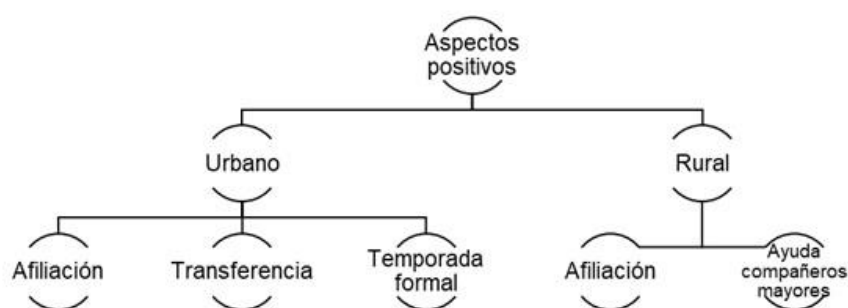 Aspectos
positivos
Urbano
Rural
Afiliación
Transferencia
Temporada
formal
Afiliación
Ayuda
compañeros
mayores